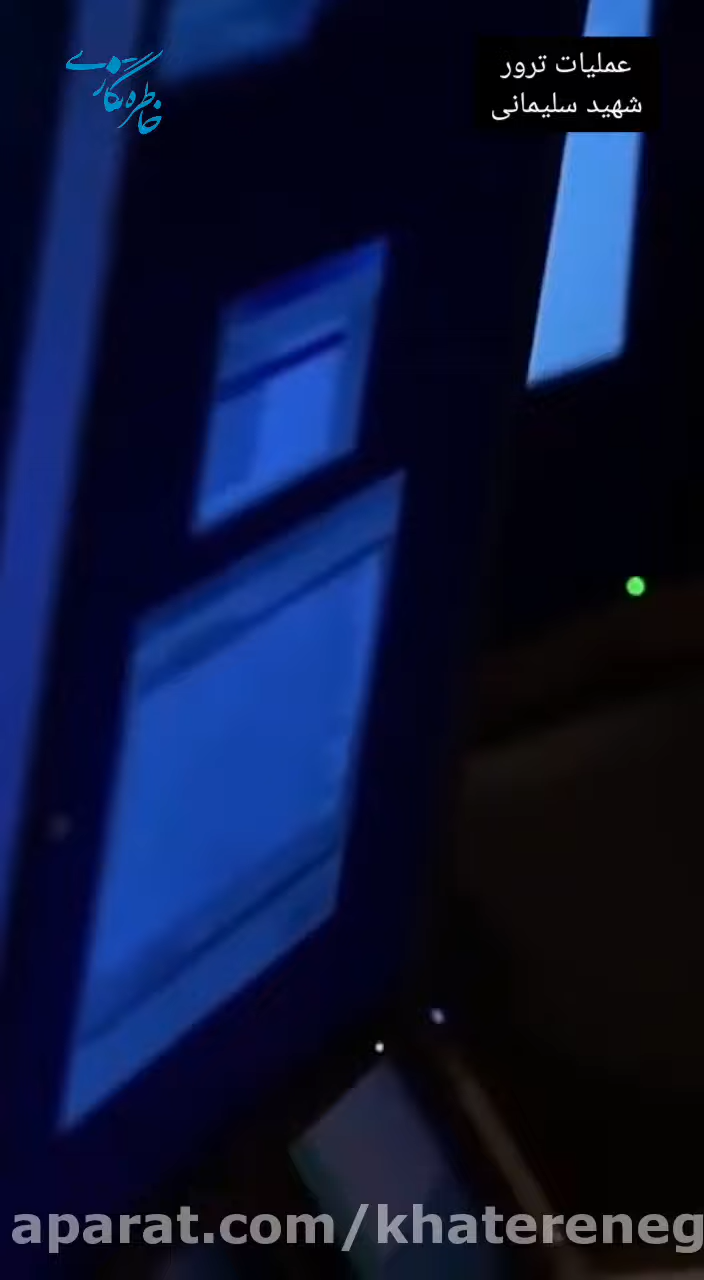 خاطره‌نگاری
عملیات ترور
شهید سلیمانی
aparat.com/khatereneg